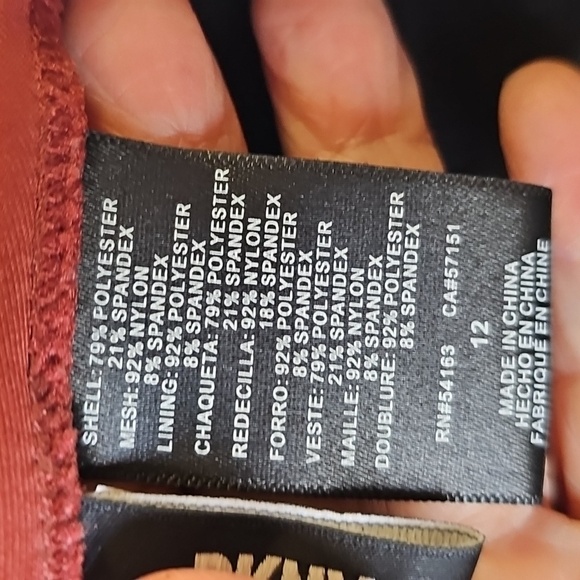 SHELL: 79% POLYESTER
21% SPANDEX
MESH: 92% NYLON
8% SPANDEX
LINING: 92% POLYESTER
8% SPANDEX
CHAQUETA: 79% POLYESTER
21% SPANDEX
REDECILLA: 92% NYLON
18% SPANDEX
FORRO: 92% POLYESTER
8% SPANDEX
VESTE: 79% POLYESTER
21% SPANDEX
MAILLE: 92% NYLON
8% SPANDEX
DOUBLURE: 92% POLYESTER
8% SPANDEX
RN#54163 CA#57151
12
MADE IN CHINA
HECHO EN CHINA
FABRIQUE EN CHINE
DKNY